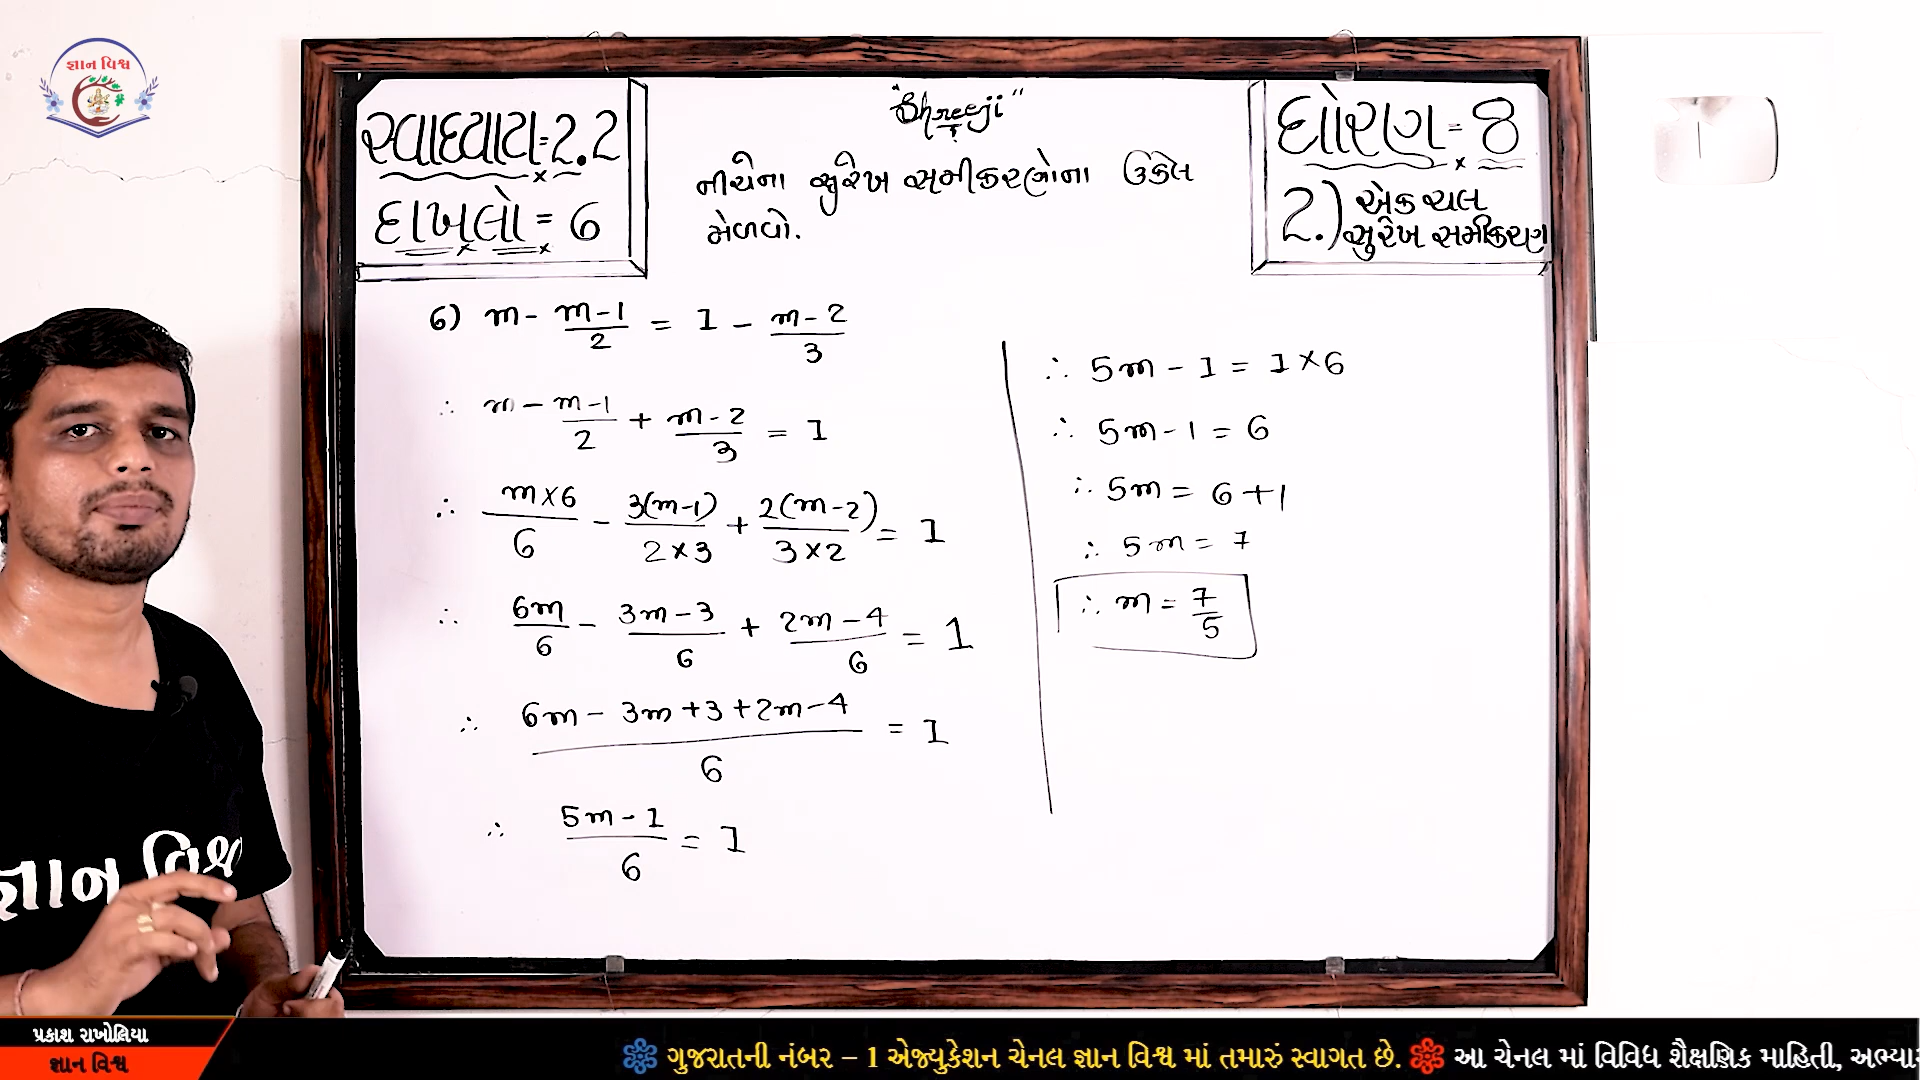 જ્ઞાન વિશ્વ
સ્વાધ્યાય = 2.2
દાખલો = 6
"Shreeji"
નીચેના સુરેખ સમીકરણોના ઉકેલ
મેળવો.
ધોરણ = 8
2.) એક ચલ
સુરેખ સમીકરણ
6) m - m-1/2 = 1 - m-2/3
∴ m - m-1/2 + m-2/3 = 1
∴ m×6/6 - 3(m-1)/2×3 + 2(m-2)/3×2 = 1
∴ 6m/6 - 3m-3/6 + 2m-4/6 = 1
∴ 6m-3m+3+2m-4/6 = 1
∴ 5m-1/6 = 1
∴ 5m-1 = 1×6
∴ 5m-1 = 6
∴ 5m = 6+1
∴ 5m = 7
∴ m = 7/5
જ્ઞાન વિશ્વ
પ્રકાશ રાખોલિયા
જ્ઞાન વિશ્વ
ગુજરાતની નંબર – 1 એજ્યુકેશન ચેનલ જ્ઞાન વિશ્વ માં તમારું સ્વાગત છે. આ ચેનલ માં વિવિધ શૈક્ષણિક માહિતી,